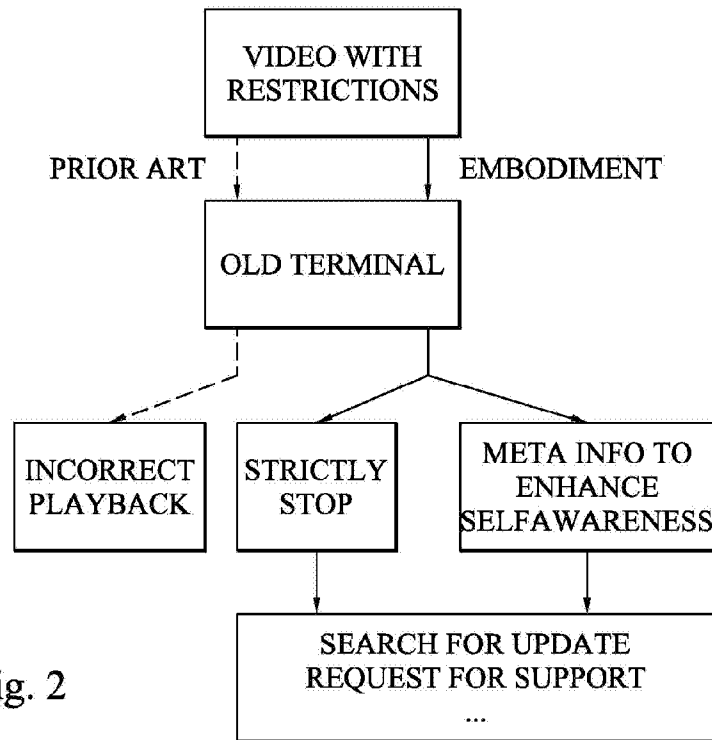 VIDEO WITH
RESTRICTIONS
PRIOR ART
EMBODIMENT
OLD TERMINAL
INCORRECT
PLAYBACK
STRICTLY
STOP
META INFO TO
ENHANCE
SELFAWARENESS
SEARCH FOR UPDATE
REQUEST FOR SUPPORT
...
ig. 2